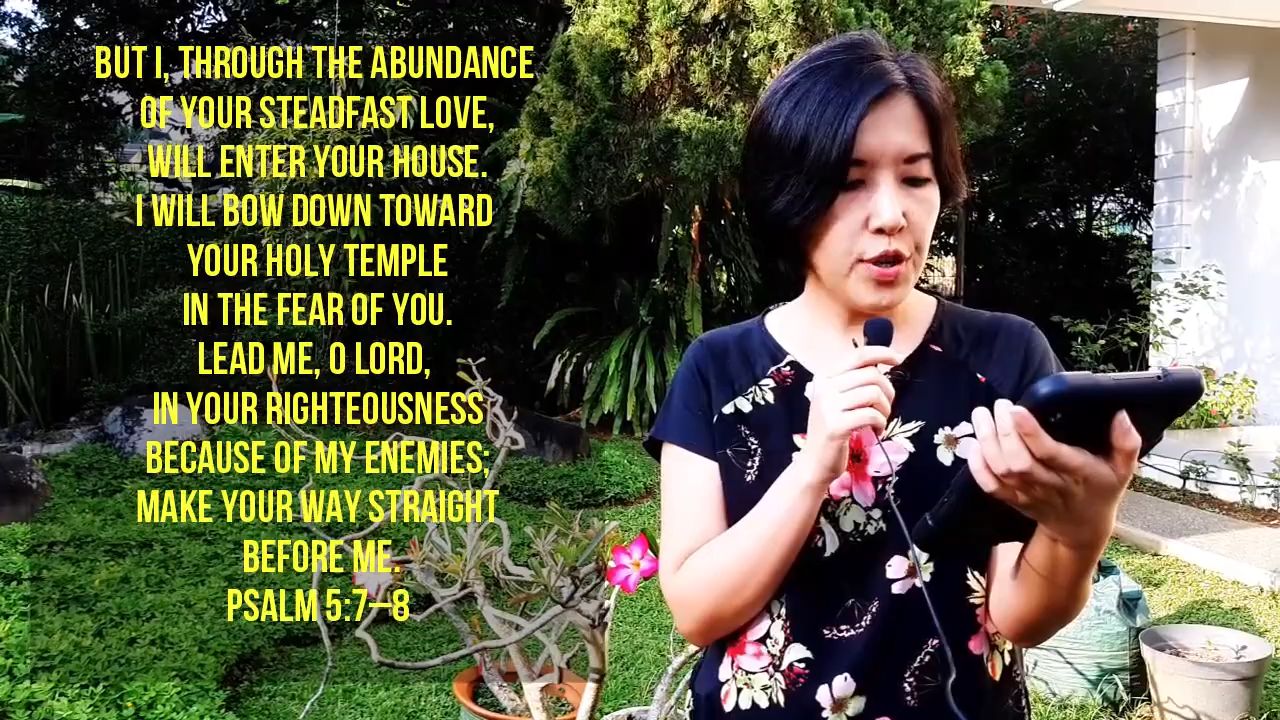 BUT I, THROUGH THE ABUNDANCE
OF YOUR STEADFAST LOVE,
WILL ENTER YOUR HOUSE.
I WILL BOW DOWN TOWARD
YOUR HOLY TEMPLE
IN THE FEAR OF YOU.
LEAD ME, O LORD,
IN YOUR RIGHTEOUSNESS
BECAUSE OF MY ENEMIES;
MAKE YOUR WAY STRAIGHT
BEFORE ME.
PSALM 5:7–8